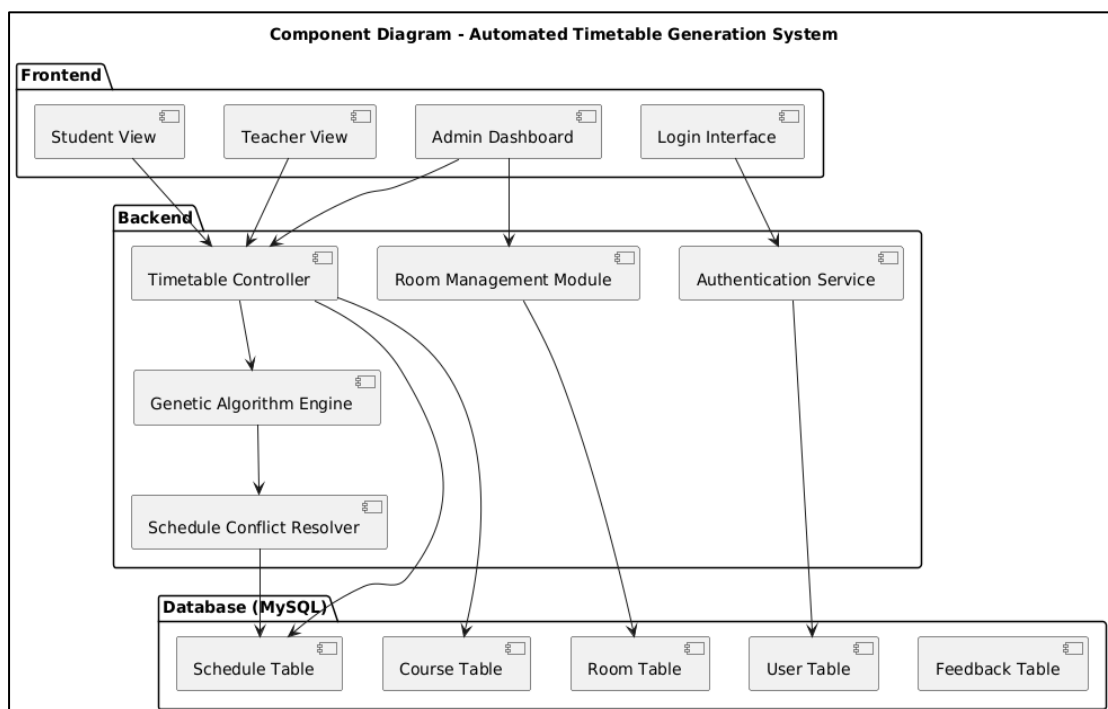 Component Diagram - Automated Timetable Generation System
Frontend
Student View
Teacher View
Admin Dashboard
Login Interface
Backend
Timetable Controller
Room Management Module
Authentication Service
Genetic Algorithm Engine
Schedule Conflict Resolver
Database (MySQL)
Schedule Table
Course Table
Room Table
User Table
Feedback Table